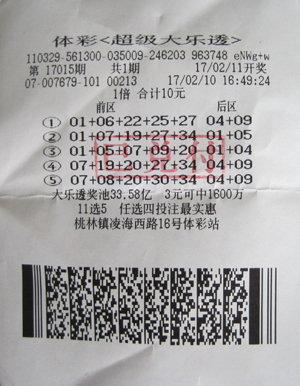 体彩<超级大乐透>
110329-561300-035009-246203 963748 eNWg+w
第 17015期 共1期 17/02/11开奖
07-007679-101 00213 17/02/10 16:49:24
1倍 合计10元
前区 后区
① 01+06+22+25+27 04+09
② 01+07+19+27+34 01+05
③ 01+05+07+09+20 01+04
④ 07+19+20+27+31 04+05
⑤ 07+08+20+30+34 04+09
已兑付
大乐透奖池33.58亿 3元可中1600万
11选5 任选四投注最实惠
桃林镇凌海西路16号体彩站